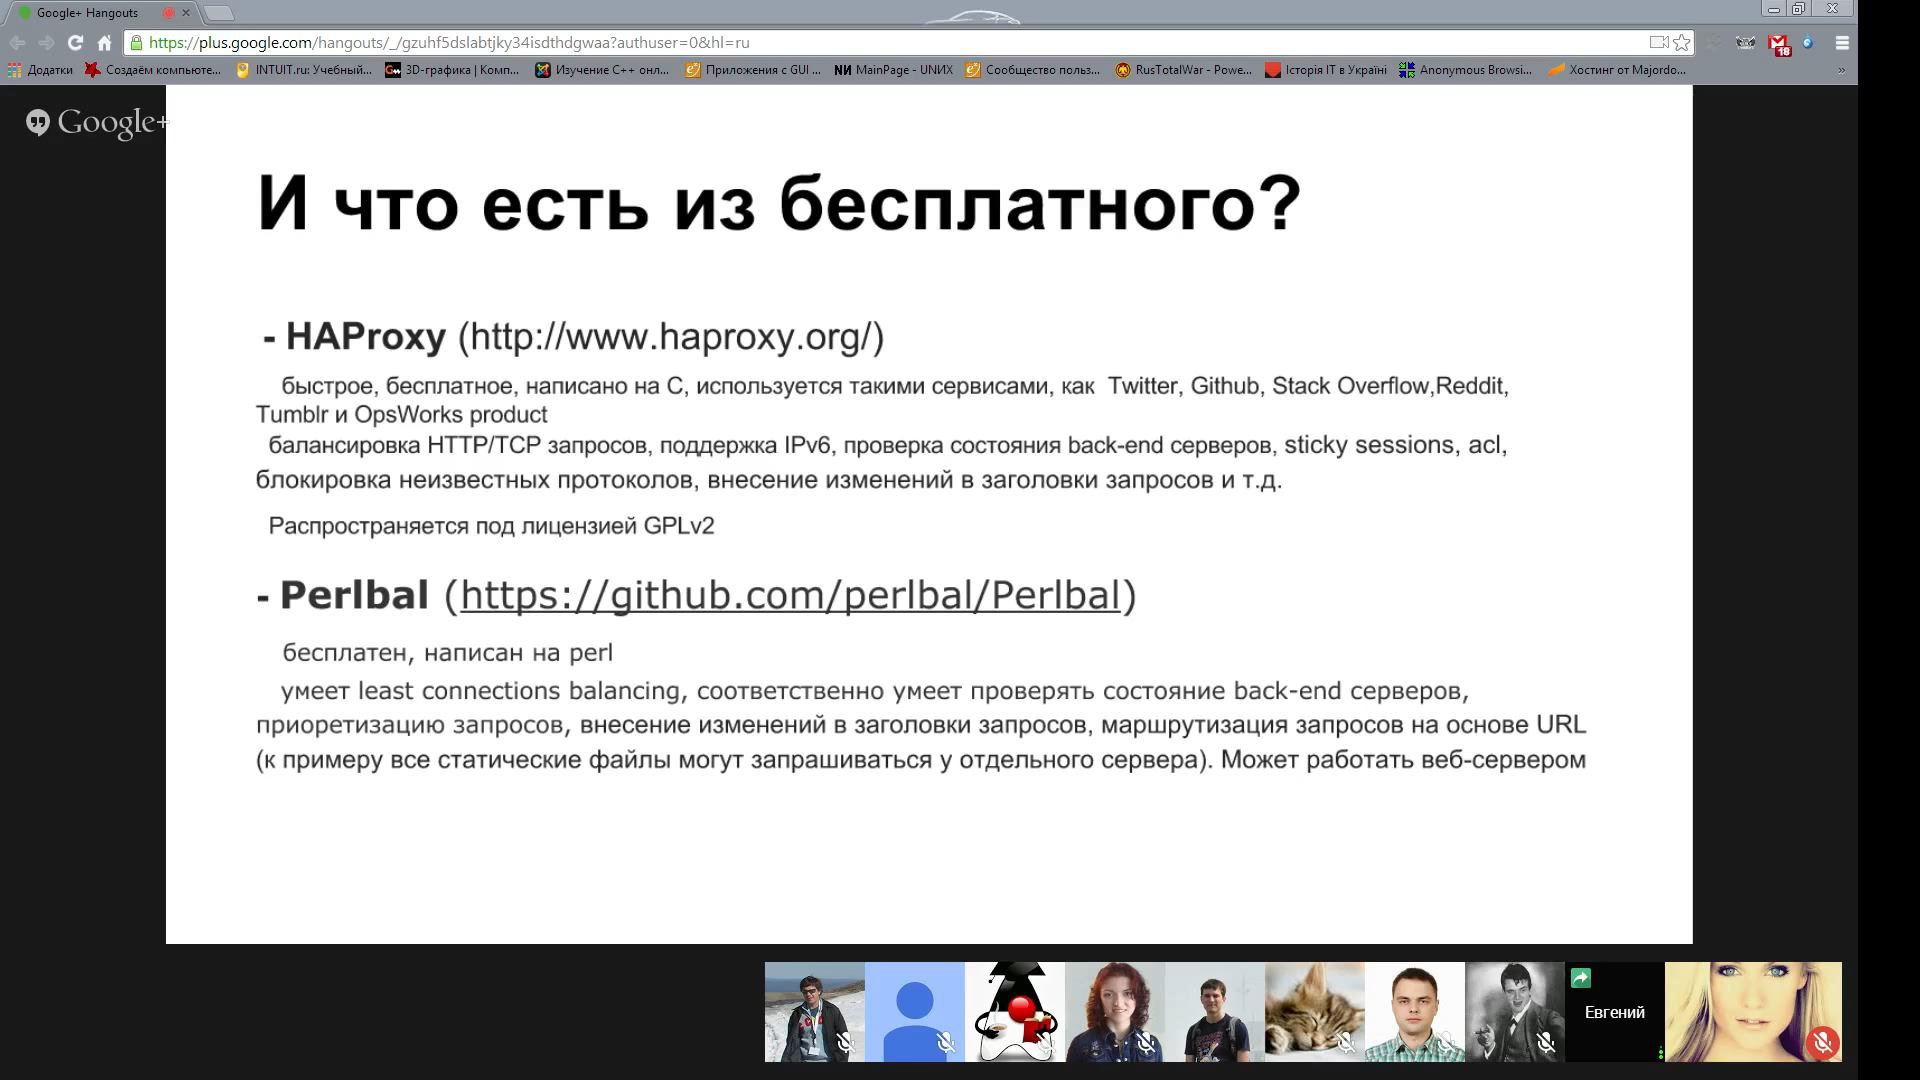 Google+ Hangouts
https://plus.google.com/hangouts/_/gzuhf5dslabtjky34isdthdgwaa?authuser=0&hl=ru
18
Додатки
Создаём компьюте...
INTUIT.ru: Учебный...
3D-графика | Комп...
Изучение C++ онл...
Приложения с GUI ...
MainPage - UNИX
Сообщество польз...
RusTotalWar - Powe...
Історія ІТ в Україні
Anonymous Browsi...
Хостинг от Majordo...
»
Google+
И что есть из бесплатного?
- HAProxy (http://www.haproxy.org/)
быстрое, бесплатное, написано на C, используется такими сервисами, как Twitter, Github, Stack Overflow,Reddit,
Tumblr и OpsWorks product
балансировка HTTP/TCP запросов, поддержка IPv6, проверка состояния back-end серверов, sticky sessions, acl,
блокировка неизвестных протоколов, внесение изменений в заголовки запросов и т.д.
Распространяется под лицензией GPLv2
- Perlbal (https://github.com/perlbal/Perlbal)
бесплатен, написан на perl
умеет least connections balancing, соответственно умеет проверять состояние back-end серверов,
приоретизацию запросов, внесение изменений в заголовки запросов, маршрутизация запросов на основе URL
(к примеру все статические файлы могут запрашиваться у отдельного сервера). Может работать веб-сервером
Евгений